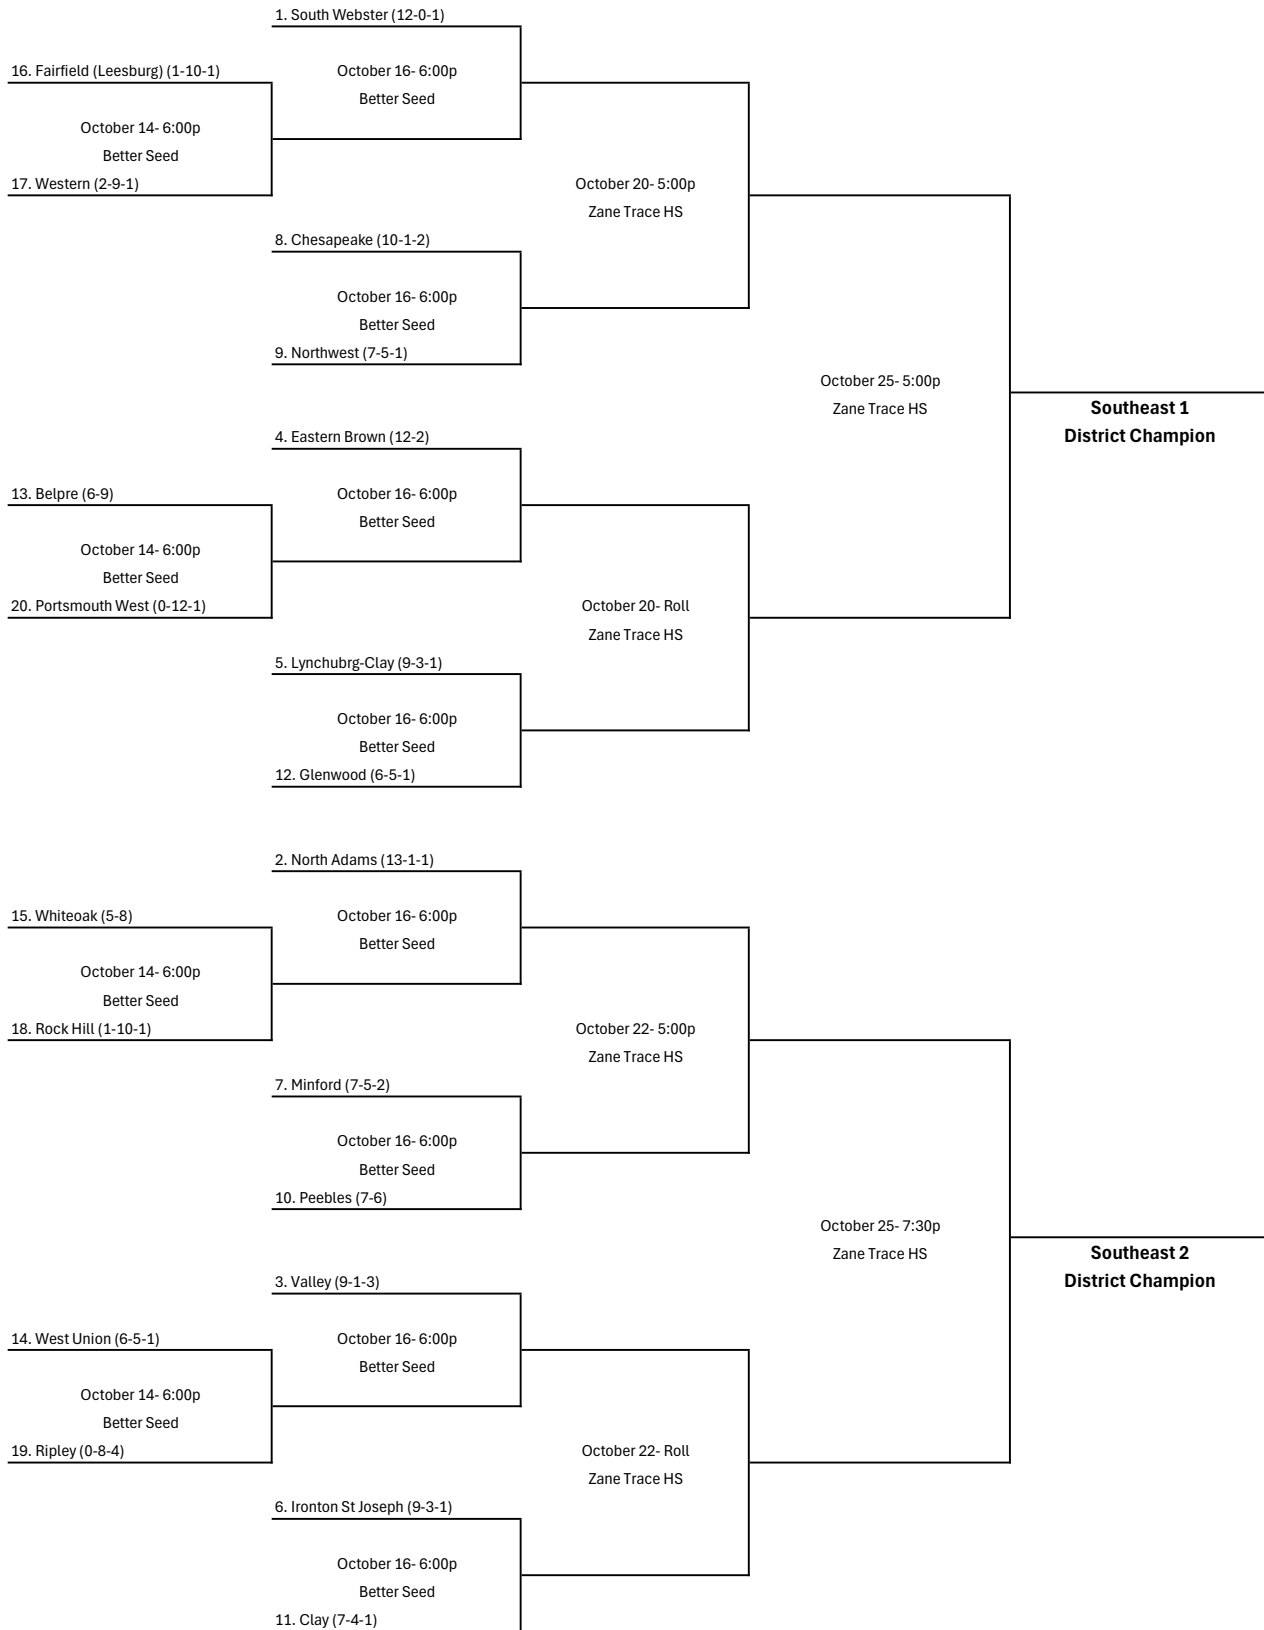 1. South Webster (12-0-1)
16. Fairfield (Leesburg) (1-10-1)
October 16- 6:00p
Better Seed
October 14- 6:00p
Better Seed
17. Western (2-9-1)
October 20- 5:00p
Zane Trace HS
8. Chesapeake (10-1-2)
October 16- 6:00p
Better Seed
9. Northwest (7-5-1)
October 25- 5:00p
Zane Trace HS
Southeast 1
District Champion
4. Eastern Brown (12-2)
13. Belpre (6-9)
October 16- 6:00p
Better Seed
October 14- 6:00p
Better Seed
20. Portsmouth West (0-12-1)
October 20- Roll
Zane Trace HS
5. Lynchubrg-Clay (9-3-1)
October 16- 6:00p
Better Seed
12. Glenwood (6-5-1)
2. North Adams (13-1-1)
15. Whiteoak (5-8)
October 16- 6:00p
Better Seed
October 14- 6:00p
Better Seed
18. Rock Hill (1-10-1)
October 22- 5:00p
Zane Trace HS
7. Minford (7-5-2)
October 16- 6:00p
Better Seed
10. Peebles (7-6)
October 25- 7:30p
Zane Trace HS
Southeast 2
District Champion
3. Valley (9-1-3)
14. West Union (6-5-1)
October 16- 6:00p
Better Seed
October 14- 6:00p
Better Seed
19. Ripley (0-8-4)
October 22- Roll
Zane Trace HS
6. Ironton St Joseph (9-3-1)
October 16- 6:00p
Better Seed
11. Clay (7-4-1)